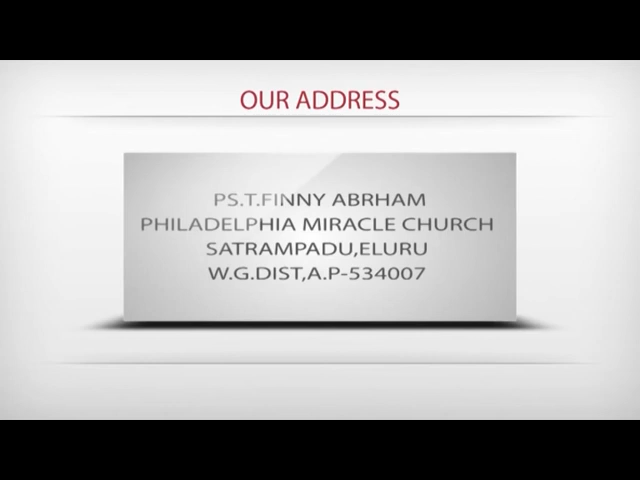 OUR ADDRESS
PS.T.FINNY ABRHAM
PHILADELPHIA MIRACLE CHURCH
SATRAMPADU,ELURU
W.G.DIST,A.P-534007